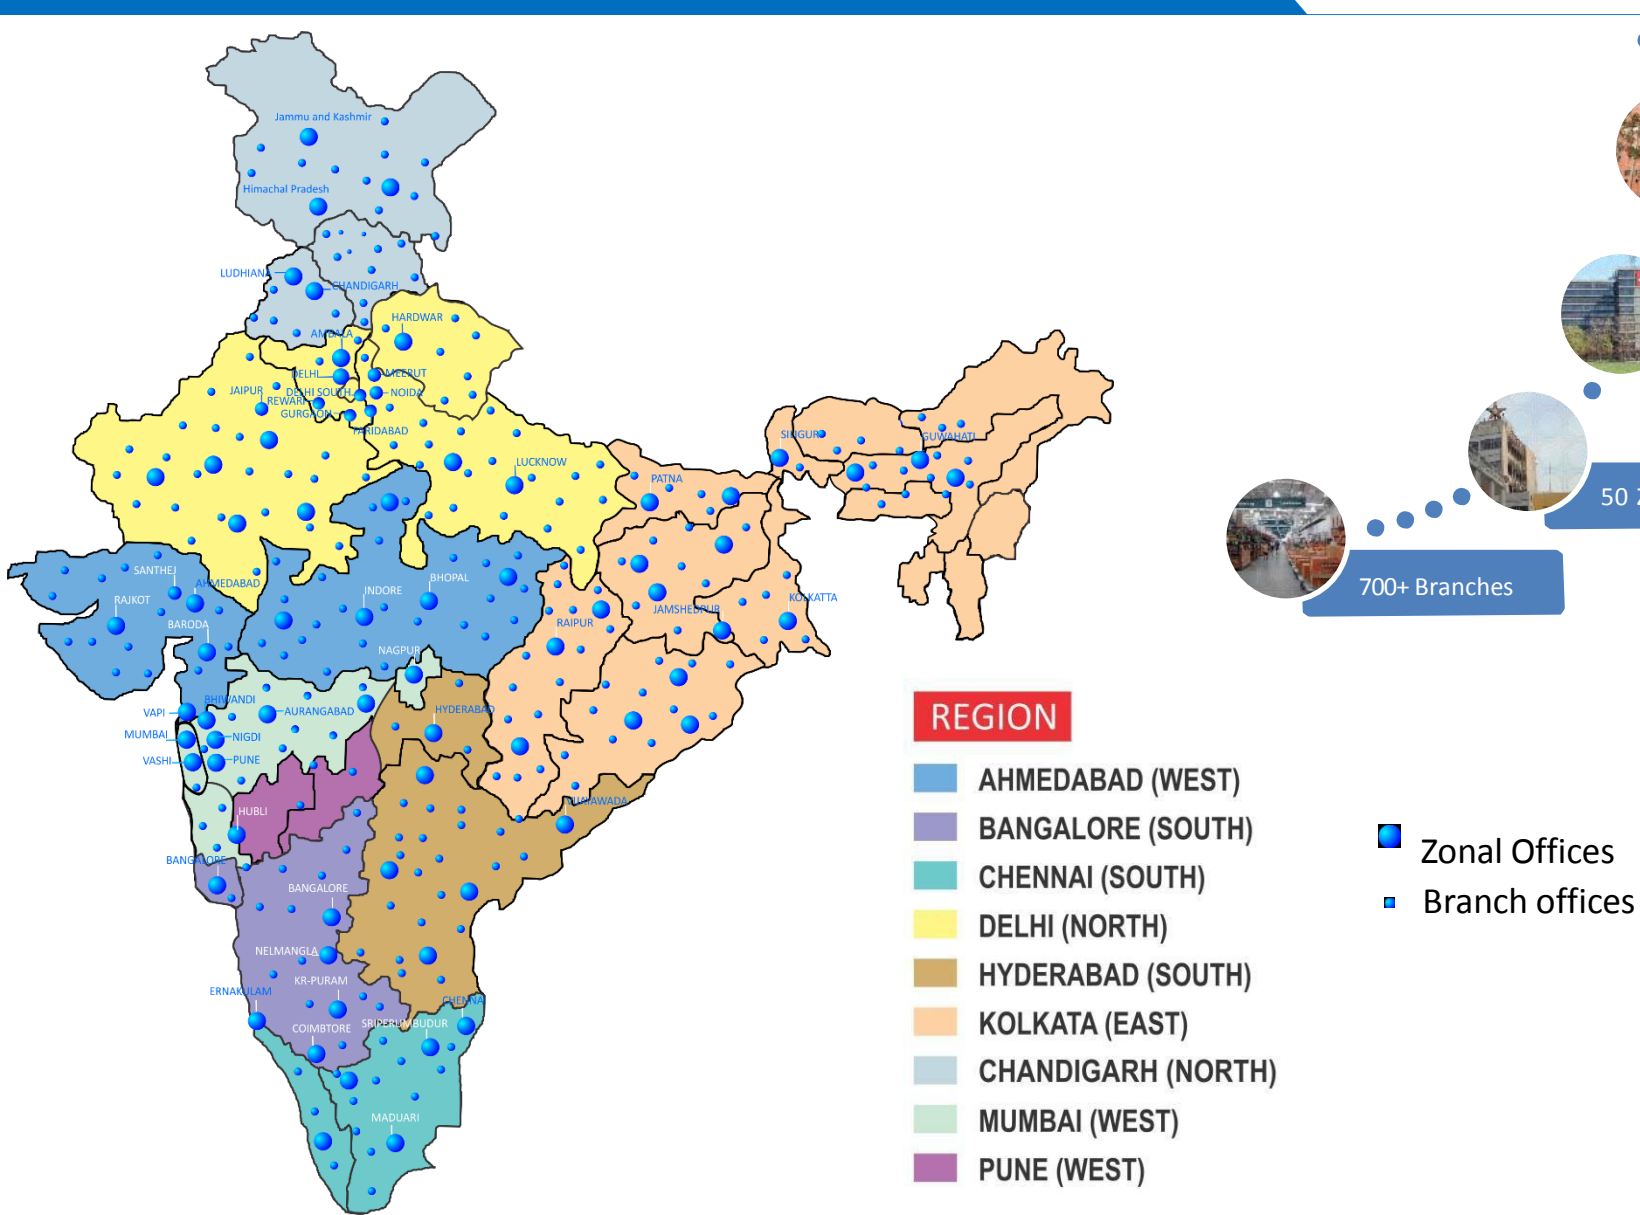 Jammu and Kashmir
Himachal Pradesh
LUDHIANA
CHANDIGARH
HARDWAR
AMBALA
DELHI
MEERUT
JAIPUR
DELHI SOUTH
NOIDA
REWARI
GURGAON
FARIDABAD
LUCKNOW
SILIGURI
GUWAHATI
PATNA
SANTHEJ
AHMEDABAD
RAJKOT
BARODA
INDORE
BHOPAL
RAIPUR
JAMSHEDPUR
KOLKATTA
NAGPUR
VAPI
BHIWANDI
AURANGABAD
HYDERABAD
MUMBAI
NIGDI
VASHI
PUNE
HUBLI
VIJAYAWADA
BANGALORE
BANGALORE
NELMANGLA
KR-PURAM
ERNAKULAM
CHENNAI
COIMBTORE
SRIPERUMBUDUR
MADUARI
50
700+ Branches
REGION
AHMEDABAD (WEST)
BANGALORE (SOUTH)
CHENNAI (SOUTH)
DELHI (NORTH)
HYDERABAD (SOUTH)
KOLKATA (EAST)
CHANDIGARH (NORTH)
MUMBAI (WEST)
PUNE (WEST)
Zonal Offices
Branch offices